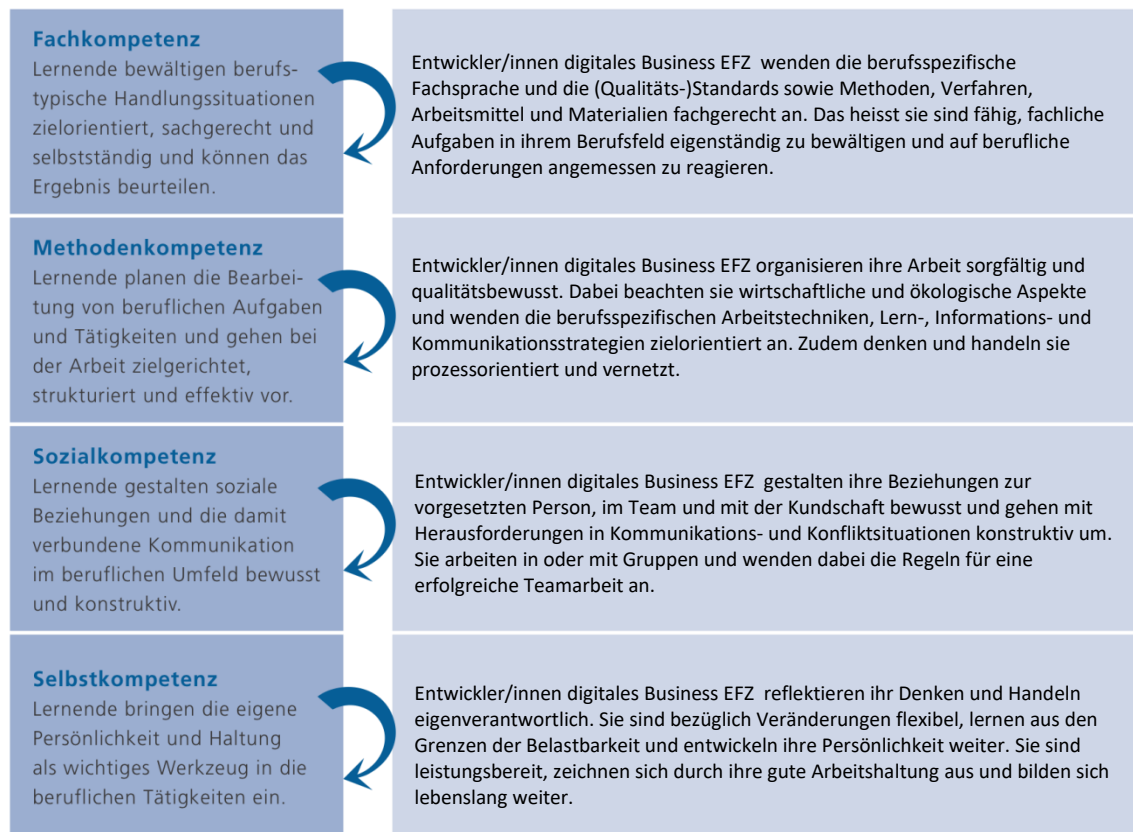 Fachkompetenz
Lernende bewältigen berufs-
typische Handlungssituationen
zielorientiert, sachgerecht und
selbstständig und können das
Ergebnis beurteilen.
Entwickler/innen digitales Business EFZ wenden die berufsspezifische
Fachsprache und die (Qualitäts-)Standards sowie Methoden, Verfahren,
Arbeitsmittel und Materialien fachgerecht an. Das heisst sie sind fähig, fachliche
Aufgaben in ihrem Berufsfeld eigenständig zu bewältigen und auf berufliche
Anforderungen angemessen zu reagieren.
Methodenkompetenz
Lernende planen die Bearbei-
tung von beruflichen Aufgaben
und Tätigkeiten und gehen bei
der Arbeit zielgerichtet,
strukturiert und effektiv vor.
Entwickler/innen digitales Business EFZ organisieren ihre Arbeit sorgfältig und
qualitätsbewusst. Dabei beachten sie wirtschaftliche und ökologische Aspekte
und wenden die berufsspezifischen Arbeitstechniken, Lern-, Informations- und
Kommunikationsstrategien zielorientiert an. Zudem denken und handeln sie
prozessorientiert und vernetzt.
Sozialkompetenz
Lernende gestalten soziale
Beziehungen und die damit
verbundene Kommunikation
im beruflichen Umfeld bewusst
und konstruktiv.
Entwickler/innen digitales Business EFZ gestalten ihre Beziehungen zur
vorgesetzten Person, im Team und mit der Kundschaft bewusst und gehen mit
Herausforderungen in Kommunikations- und Konfliktsituationen konstruktiv um.
Sie arbeiten in oder mit Gruppen und wenden dabei die Regeln für eine
erfolgreiche Teamarbeit an.
Selbstkompetenz
Lernende bringen die eigene
Persönlichkeit und Haltung
als wichtiges Werkzeug in die
beruflichen Tätigkeiten ein.
Entwickler/innen digitales Business EFZ reflektieren ihr Denken und Handeln
eigenverantwortlich. Sie sind bezüglich Veränderungen flexibel, lernen aus den
Grenzen der Belastbarkeit und entwickeln ihre Persönlichkeit weiter. Sie sind
leistungsbereit, zeichnen sich durch ihre gute Arbeitshaltung aus und bilden sich
lebenslang weiter.